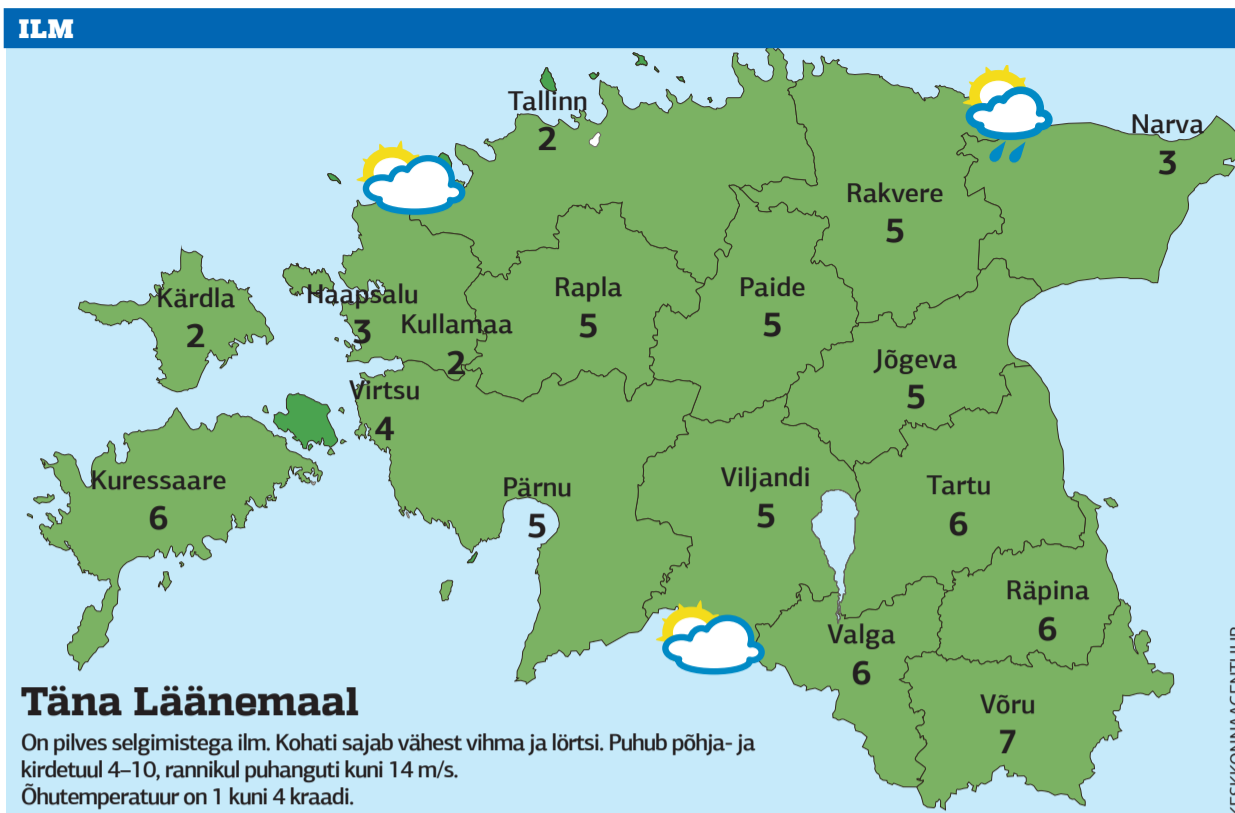 ILM
Tallinn
2
Narva
3
Rakvere
5
Kärdla
2
Haapsalu
3
Kullamaa
2
Rapla
5
Paide
5
Jõgeva
5
Virtsu
4
Kuressaare
6
Pärnu
5
Viljandi
5
Tartu
6
Räpina
6
Valga
6
Võru
7
Täna Läänemaal
On pilves selgimistega ilm. Kohati sajab vähest vihma ja lörtsi. Puhub põhja- ja
kirdetuul 4–10, rannikul puhanguti kuni 14 m/s.
Õhutemperatuur on 1 kuni 4 kraadi.
KESKKONNAAGENTUUR